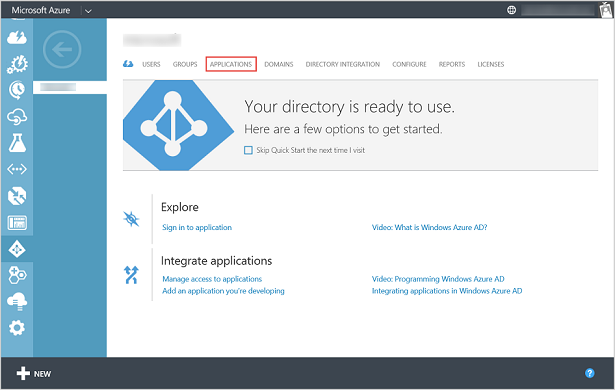 Microsoft Azure
USERS GROUPS APPLICATIONS DOMAINS DIRECTORY INTEGRATION CONFIGURE REPORTS LICENSES
Your directory is ready to use.
Here are a few options to get started.
Skip Quick Start the next time I visit
Explore
Sign in to application Video: What is Windows Azure AD?
Integrate applications
Manage access to applications Video: Programming Windows Azure AD
Add an application you're developing Integrating applications in Windows Azure AD
NEW ?